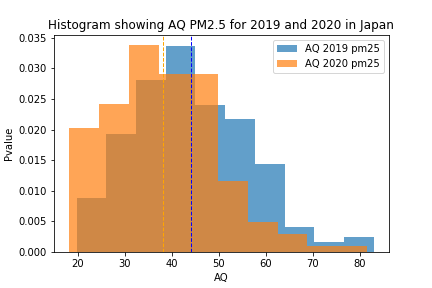 Histogram showing AQ PM2.5 for 2019 and 2020 in Japan
AQ 2019 pm25
AQ 2020 pm25
0.035
0.030
0.025
0.020
0.015
0.010
0.005
0.000
Pvalue
20 30 40 50 60 70 80
AQ